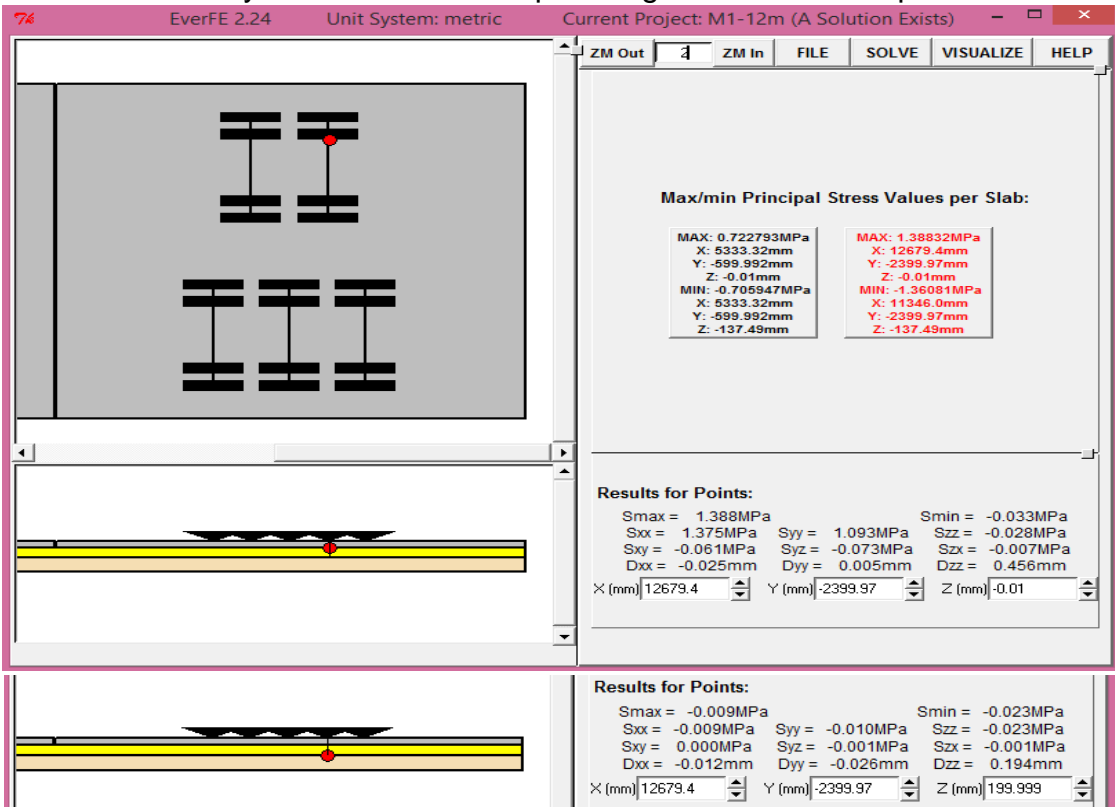 EverFE 2.24 Unit System: metric Current Project: M1-12m (A Solution Exists)
ZM Out ZM In FILE SOLVE VISUALIZE HELP
Max/min Principal Stress Values per Slab:
MAX: 0.722793MPa
X: 5333.32mm
Y: -599.992mm
Z: -0.01mm
MIN: -0.705947MPa
X: 5333.32mm
Y: -599.992mm
Z: -137.49mm
MAX: 1.38832MPa
X: 12679.4mm
Y: -2399.97mm
Z: -0.01mm
MIN: -1.36081MPa
X: 11346.0mm
Y: -2399.97mm
Z: -137.49mm
Results for Points:
Smax = 1.388MPa Smin = -0.033MPa
Sxx = 1.375MPa Syy = 1.093MPa Szz = -0.028MPa
Sxy = -0.061MPa Syz = -0.073MPa Szx = -0.007MPa
Dxx = -0.025mm Dyy = 0.005mm Dzz = 0.456mm
X (mm) 12679.4 Y (mm) -2399.97 Z (mm) -0.01
Results for Points:
Smax = -0.009MPa Smin = -0.023MPa
Sxx = -0.009MPa Syy = -0.010MPa Szz = -0.023MPa
Sxy = 0.000MPa Syz = -0.001MPa Szx = -0.001MPa
Dxx = -0.012mm Dyy = -0.026mm Dzz = 0.194mm
X (mm) 12679.4 Y (mm) -2399.97 Z (mm) 199.999